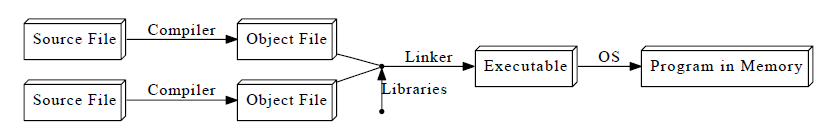 Source File
Compiler
Object File
Linker
Executable
OS
Program in Memory
Source File
Compiler
Object File
Libraries